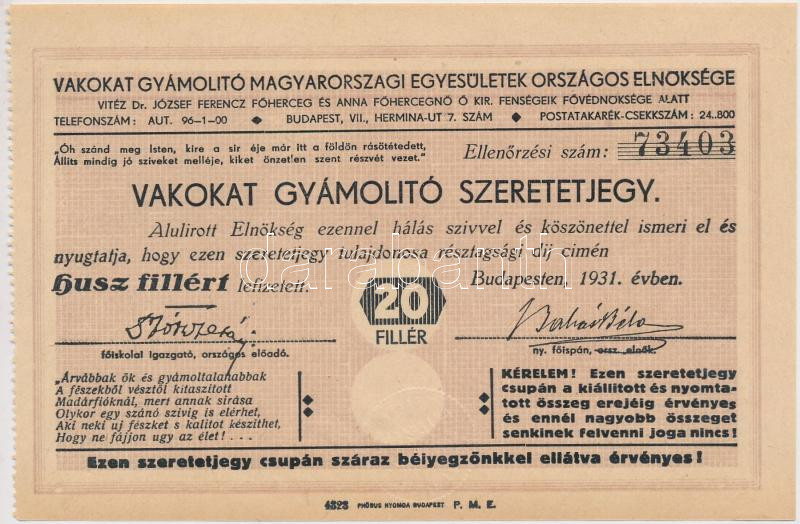 VAKOKAT GYÁMOLITÓ MAGYARORSZAGI EGYESÜLETEK ORSZÁGOS ELNÖKSÉGE
VITÉZ Dr. JÓZSEF FERENCZ FŐHERCEG ÉS ANNA FŐHERCEGNŐ Ő KIR. FENSÉGEIK FŐVÉDNÖKSÉGE ALATT
TELEFONSZÁM: AUT. 96-1-00 ◆ BUDAPEST, VII., HERMINA-UT 7. SZÁM ◆ POSTATAKARÉK-CSEKKSZÁM: 24.800
„Óh szánd meg Isten, kire a sir éje már itt a földön rásötétedett,
Állits mindig jó sziveket melléje, kiket önzetlen szent részvét vezet.”
Ellenőrzési szám: 73403
VAKOKAT GYÁMOLITÓ SZERETETJEGY.
Alulirott Elnökség ezennel hálás szivvel és köszönettel ismeri el és
nyugtatja, hogy ezen szeretetjegy tulajdonosa résztagsági dij cimén
husz fillért lefizetett.
Budapesten, 1931. évben.
20
FILLÉR
főiskolai igazgató, országos előadó.
ny. főispán, orsz. elnök.
„Árvábbak ők és gyámoltalanabbak
A fészekből vésztől kitaszitott
Madárfióknál, mert annak sirása
Olykor egy szánó szivig is elérhet,
Aki neki uj fészket s kalitot készithet,
Hogy ne fájjon ugy az élet! . . .
KÉRELEM! Ezen szeretetjegy
csupán a kiállitott és nyomta-
tott összeg erejéig érvényes
és ennél nagyobb összeget
senkinek felvenni joga nincs!
Ezen szeretetjegy csupán száraz bélyegzőnkkel ellátva érvényes!
4323 PHÖBUS NYOMDA BUDAPEST P. M. E.
darabanth